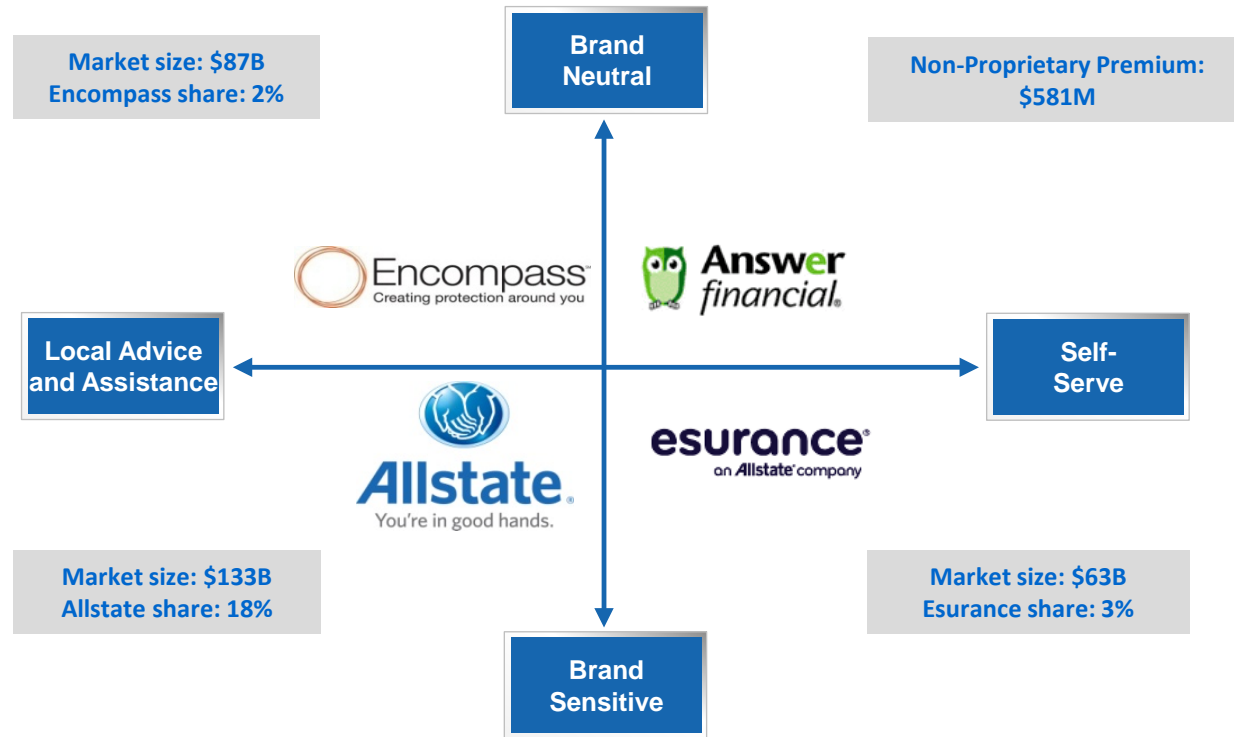 Brand
Neutral
Market size: $87B
Encompass share: 2%
Non-Proprietary Premium:
$581M
Encompass℠
Creating protection around you
Answer
financial®
Local Advice
and Assistance
Self-
Serve
Allstate®
You're in good hands.
esurance®
an Allstate® company
Market size: $133B
Allstate share: 18%
Market size: $63B
Esurance share: 3%
Brand
Sensitive